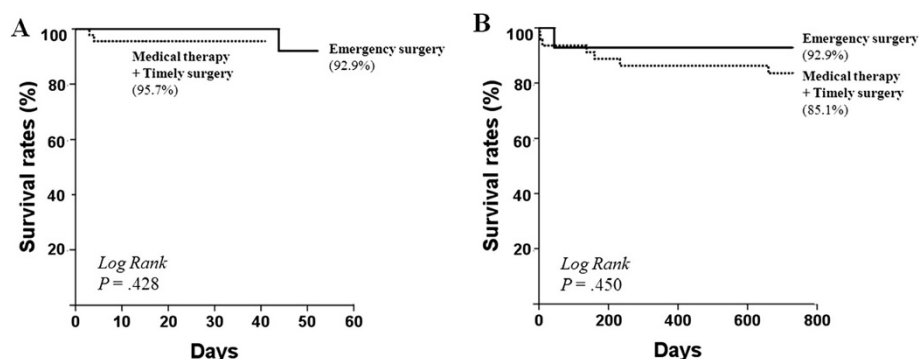 A
100
80
60
40
20
Survival rates (%)
Medical therapy
+ Timely surgery
(95.7%)
Emergency surgery
(92.9%)
Log Rank
P = .428
0 10 20 30 40 50 60
Days
B
100
80
60
40
20
Survival rates (%)
Emergency surgery
(92.9%)
Medical therapy
+ Timely surgery
(85.1%)
Log Rank
P = .450
0 200 400 600 800
Days